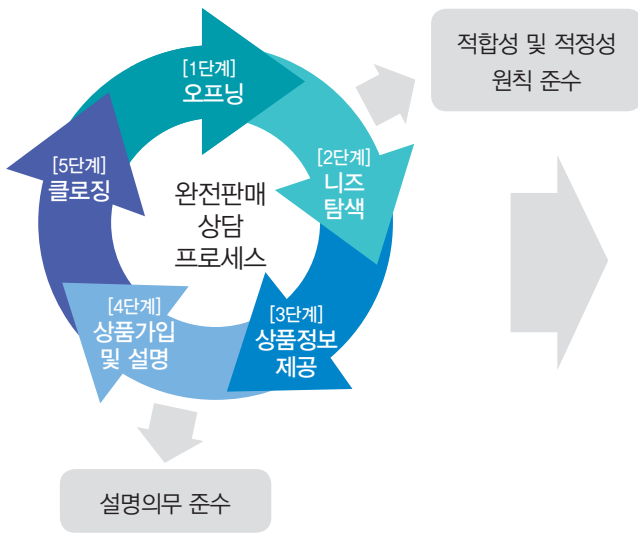 [1단계]
오프닝
적합성 및 적정성
원칙 준수
[2단계]
니즈
탐색
[5단계]
클로징
완전판매
상담
프로세스
[3단계]
상품정보
제공
[4단계]
상품가입
및 설명
설명의무 준수